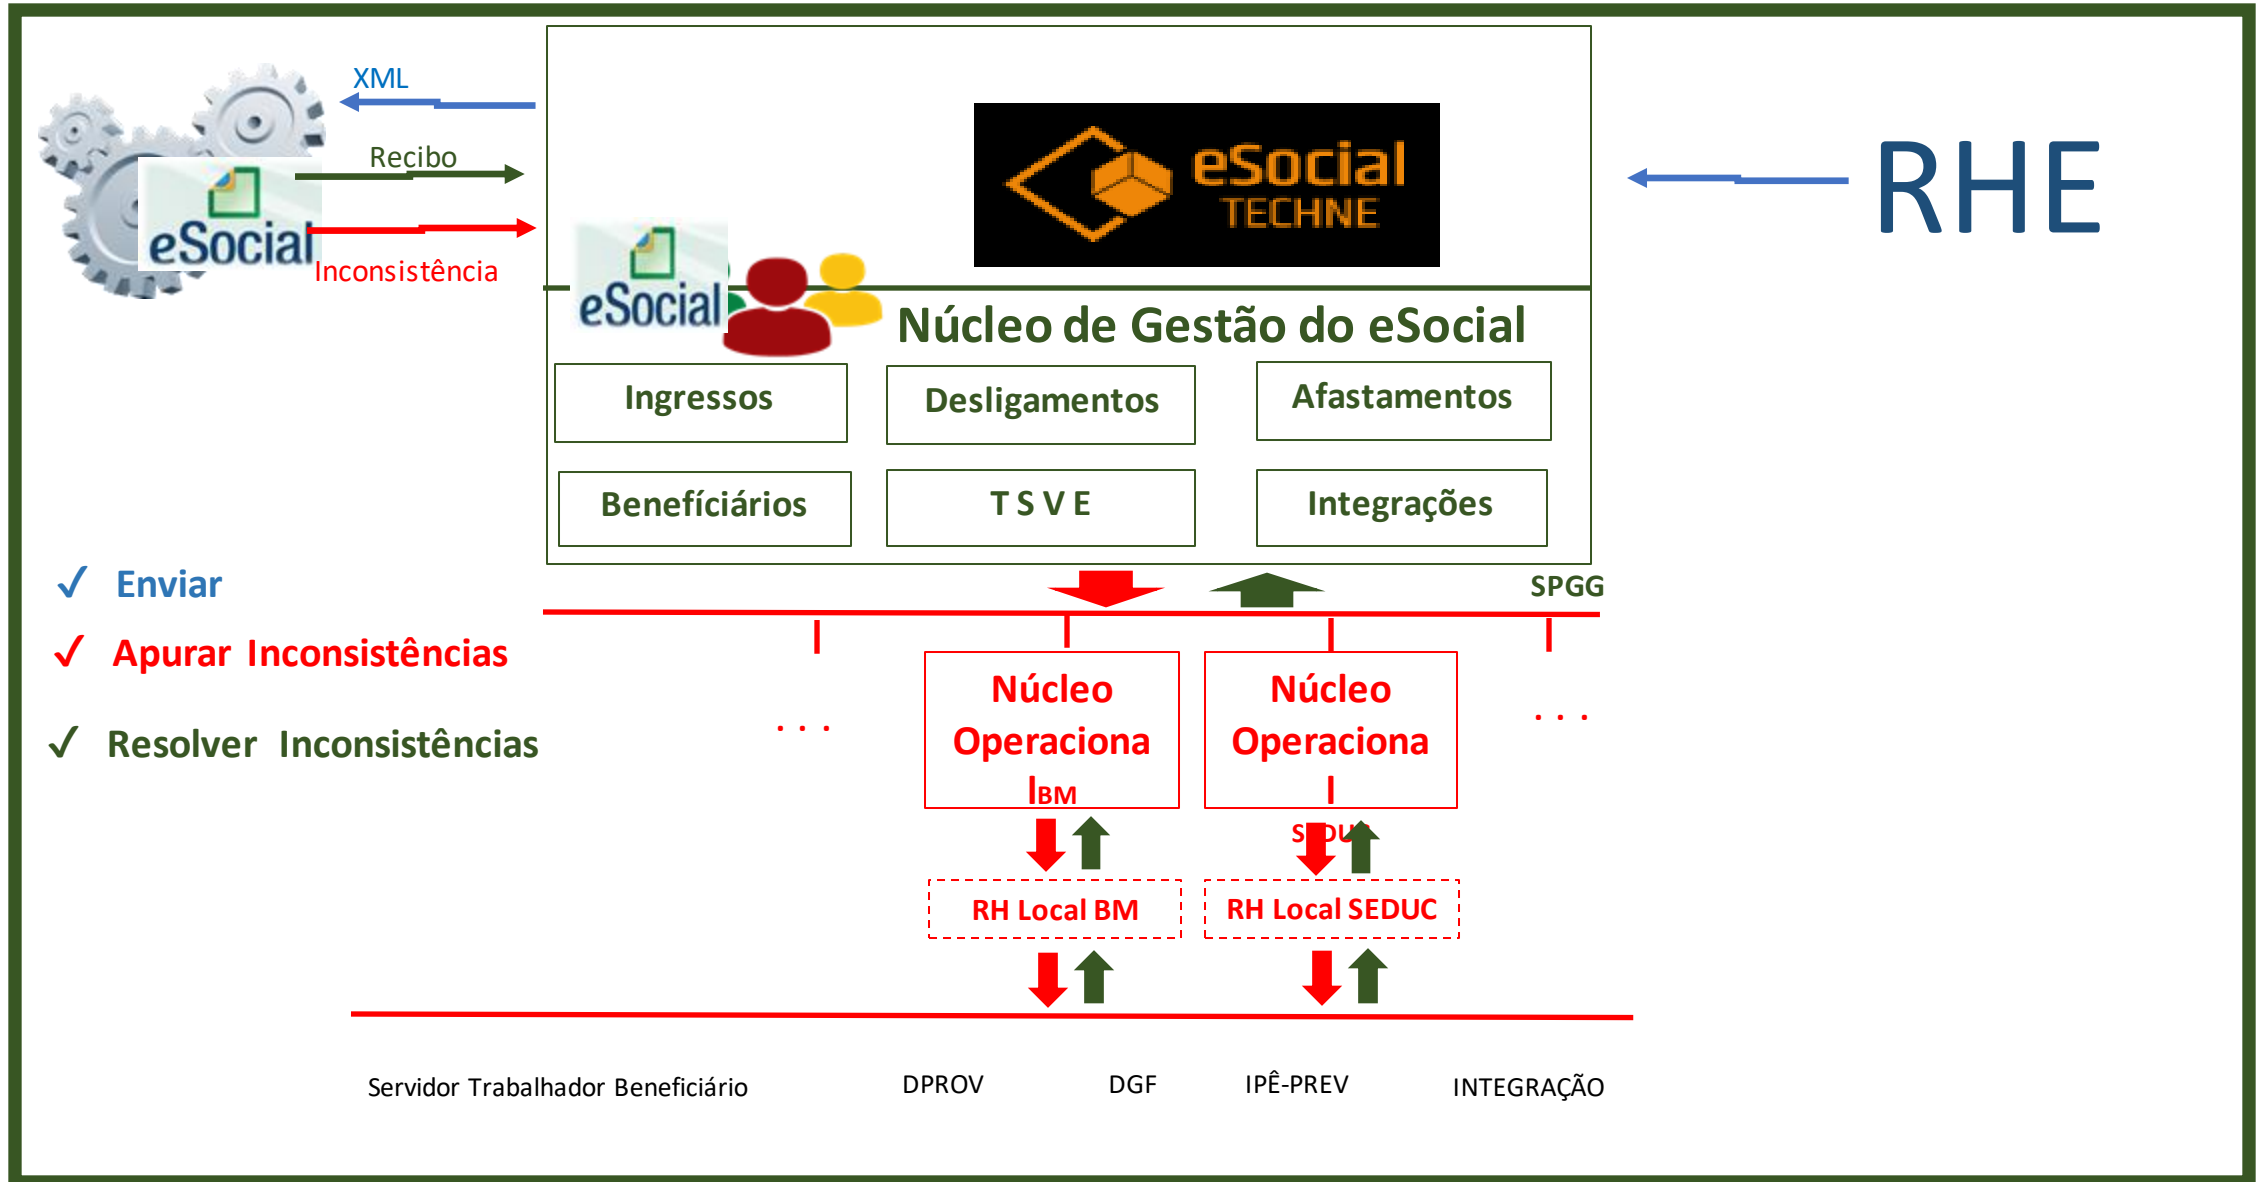 XML
Recibo
eSocial
Inconsistência
eSocial
TECHNE
RHE
eSocial
Núcleo de Gestão do eSocial
Ingressos
Desligamentos
Afastamentos
Benefíciários
T S V E
Integrações
SPGG
✓ Enviar
✓ Apurar Inconsistências
✓ Resolver Inconsistências
. . .
Núcleo
Operaciona
l BM
Núcleo
Operaciona
l
. . .
RH Local BM
RH Local SEDUC
Servidor Trabalhador Beneficiário
DPROV
DGF
IPÊ-PREV
INTEGRAÇÃO